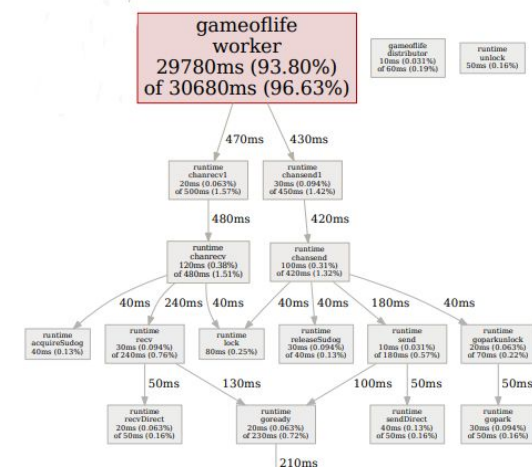 gameoflife
worker
29780ms (93.80%)
of 30680ms (96.63%)
gameoflife
distributor
10ms (0.031%)
of 60ms (0.19%)
runtime
unlock
50ms (0.16%)
470ms
430ms
runtime
chanrecv1
20ms (0.063%)
of 500ms (1.57%)
runtime
chansend1
30ms (0.094%)
of 450ms (1.42%)
480ms
420ms
runtime
chanrecv
120ms (0.38%)
of 480ms (1.51%)
runtime
chansend
100ms (0.31%)
of 420ms (1.32%)
40ms
240ms
40ms
40ms
40ms
180ms
40ms
runtime
acquireSudog
40ms (0.13%)
runtime
recv
30ms (0.094%)
of 240ms (0.76%)
runtime
lock
80ms (0.25%)
runtime
releaseSudog
30ms (0.094%)
of 40ms (0.13%)
runtime
send
10ms (0.031%)
of 180ms (0.57%)
runtime
goparkunlock
20ms (0.063%)
of 70ms (0.22%)
50ms
130ms
100ms
50ms
50ms
runtime
recvDirect
20ms (0.063%)
of 50ms (0.16%)
runtime
goready
20ms (0.063%)
of 230ms (0.72%)
runtime
sendDirect
40ms (0.13%)
of 50ms (0.16%)
runtime
gopark
30ms (0.094%)
of 50ms (0.16%)
210ms